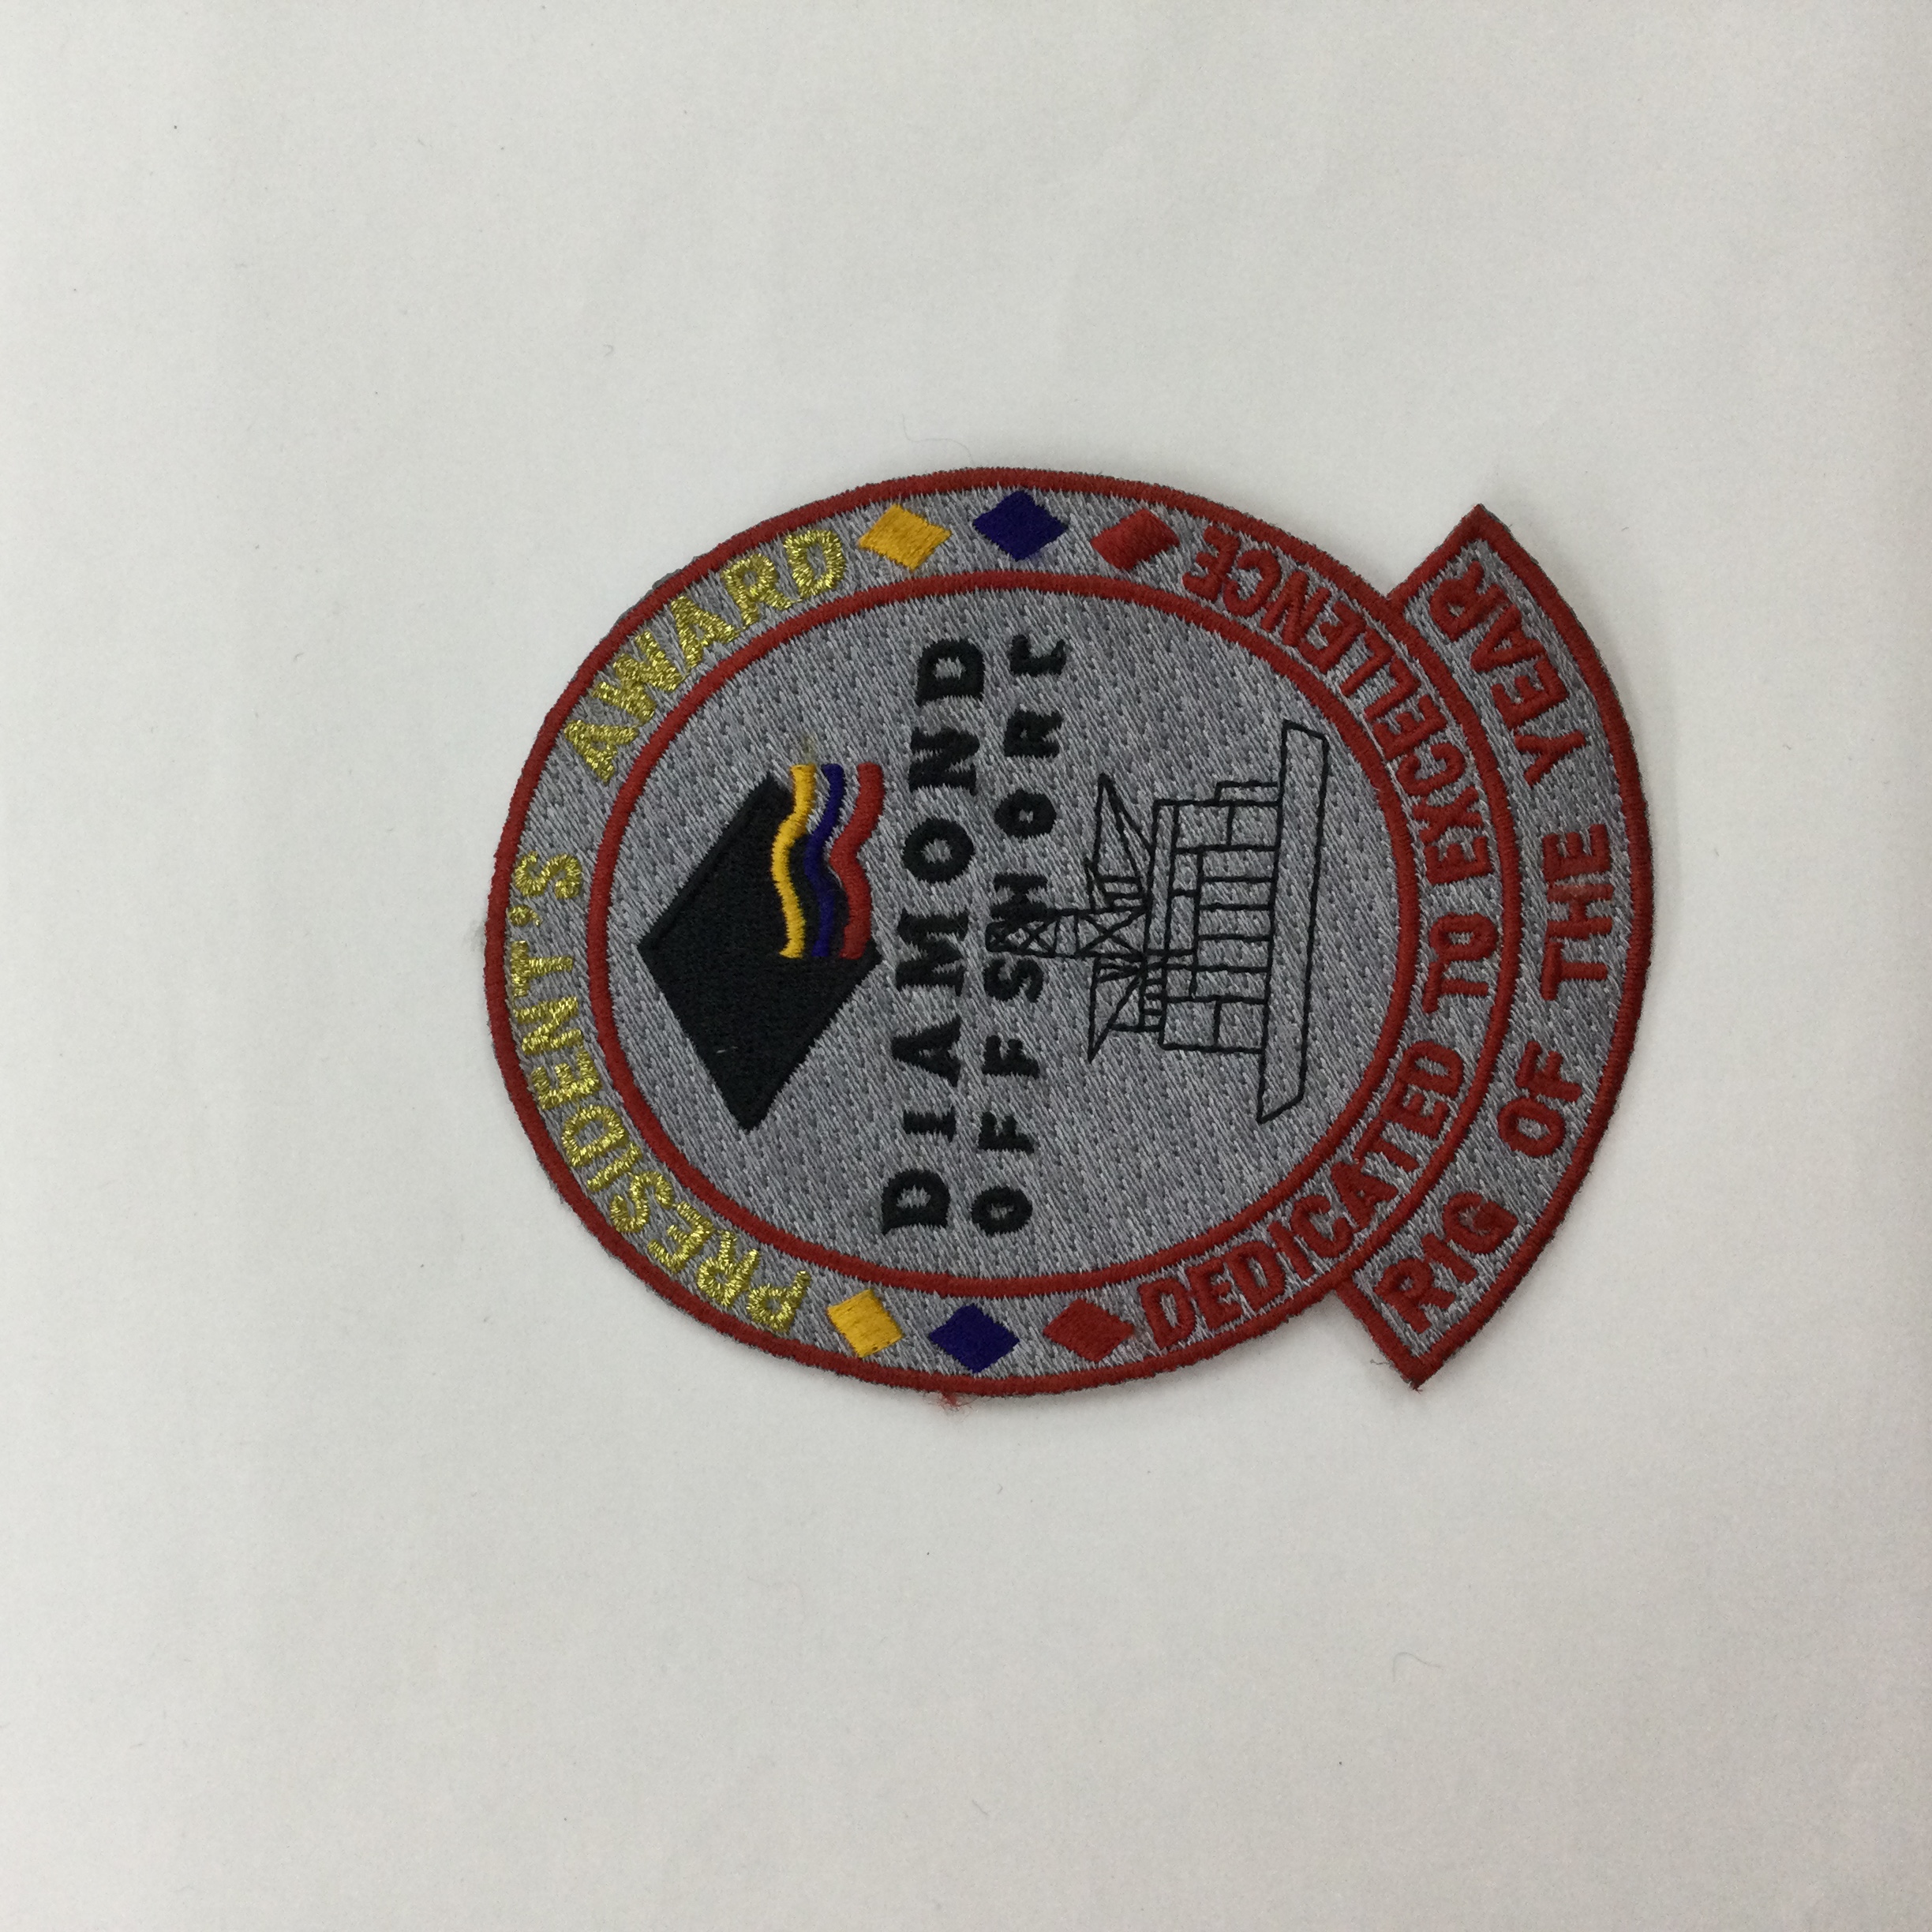 PRESIDENT'S AWARD
DIAMOND
OFFSHORE
DEDICATED TO EXCELLENCE
RIG OF THE YEAR